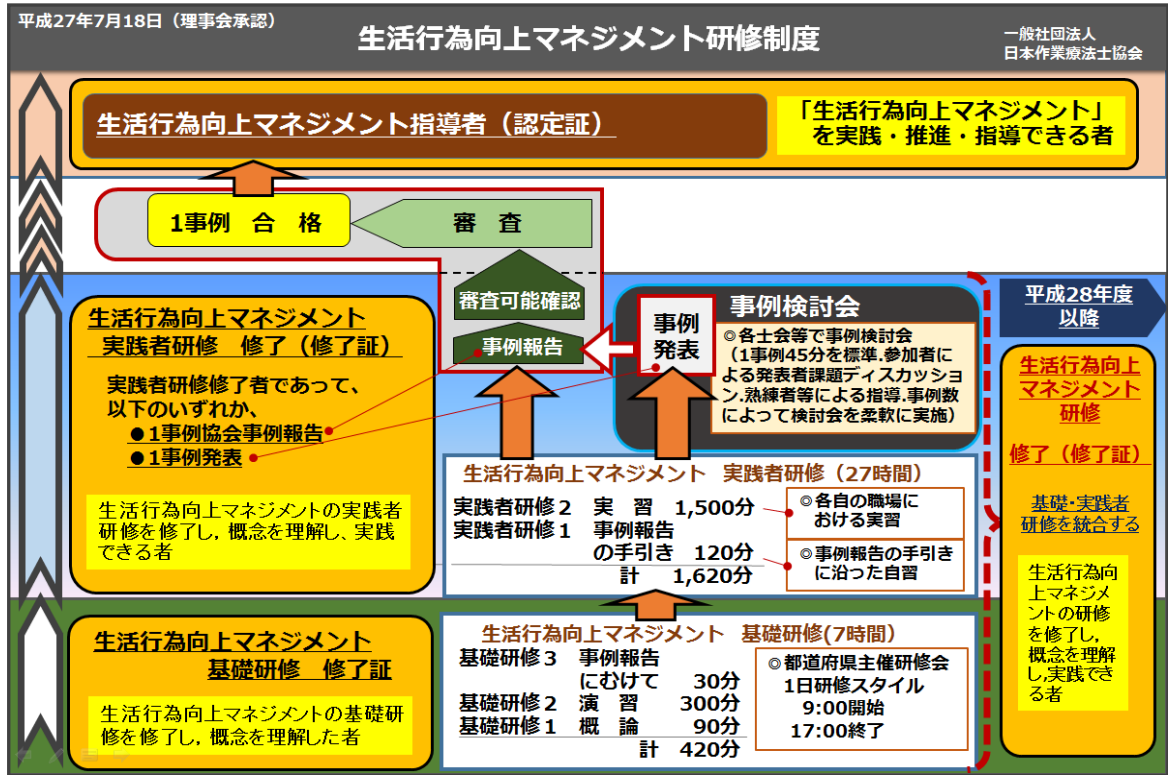 平成27年7月18日（理事会承認）
生活行為向上マネジメント研修制度
一般社団法人
日本作業療法士協会
生活行為向上マネジメント指導者（認定証）
「生活行為向上マネジメント」
を実践・推進・指導できる者
1事例　合　格
審　査
審査可能確認
事例報告
事例
発表
事例検討会
◎各士会等で事例検討会
（1事例45分を標準.参加者に
よる発表者課題ディスカッショ
ン.熟練者等による指導.事例数
によって検討会を柔軟に実施）
生活行為向上マネジメント
実践者研修　修了（修了証）
実践者研修修了者であって、
以下のいずれか、
●1事例協会事例報告
●1事例発表
生活行為向上マネジメントの実践者
研修を修了し，概念を理解し、実践
できる者
生活行為向上マネジメント　実践者研修（27時間）
実践者研修２　実　習　1,500分
実践者研修１　事例報告
の手引き　120分
計　1,620分
◎各自の職場に
おける実習
◎事例報告の手引き
に沿った自習
生活行為向上マネジメント
基礎研修　修了証
生活行為向上マネジメントの基礎研
修を修了し，概念を理解した者
生活行為向上マネジメント　基礎研修(7時間）
基礎研修３　事例報告
にむけて　30分
基礎研修２　演　習　300分
基礎研修１　概　論　90分
計　420分
◎都道府県主催研修会
1日研修スタイル
9:00開始
17:00終了
平成28年度
以降
生活行為向上
マネジメント
研修
修了（修了証）
基礎・実践者
研修を統合する
生活行為向
上マネジメ
ントの研修
を修了し，
概念を理解
し,実践でき
る者